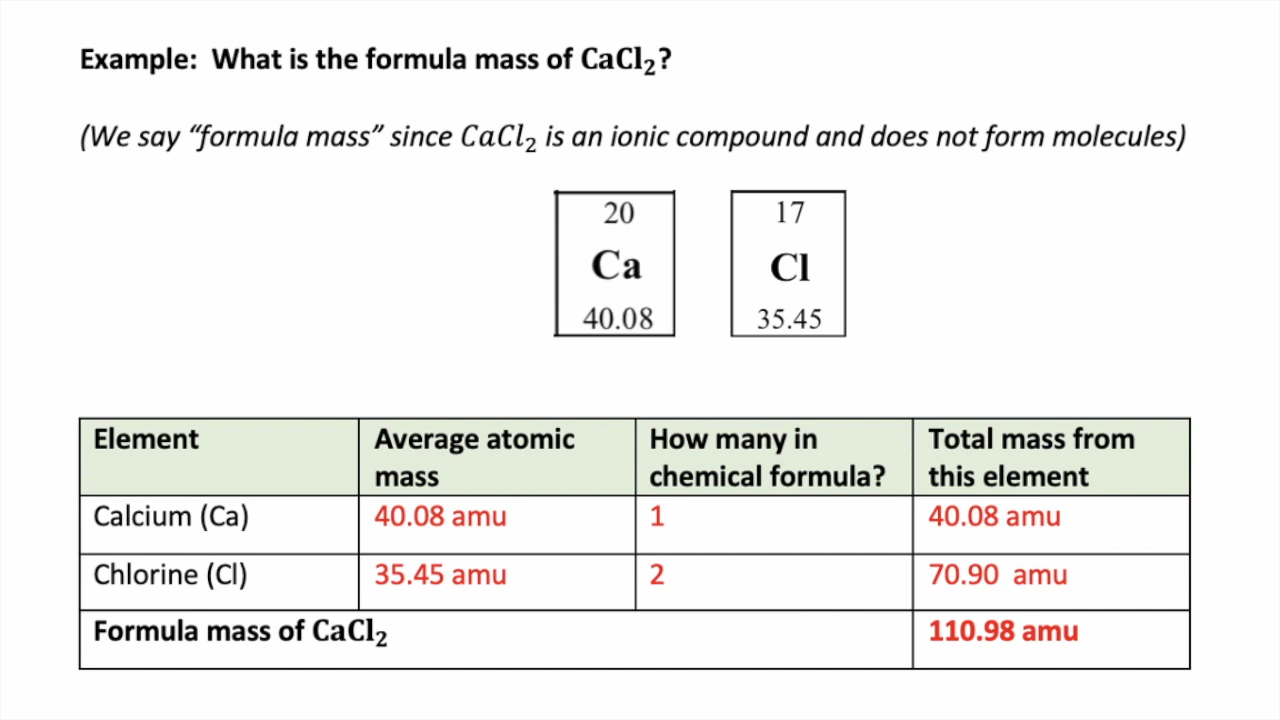 Example:  What is the formula mass of CaCl₂?
(We say “formula mass” since CaCl₂ is an ionic compound and does not form molecules)
20
Ca
40.08
17
Cl
35.45
Element
Average atomic
mass
How many in
chemical formula?
Total mass from
this element
Calcium (Ca)
40.08 amu
1
40.08 amu
Chlorine (Cl)
35.45 amu
2
70.90  amu
Formula mass of CaCl₂
110.98 amu